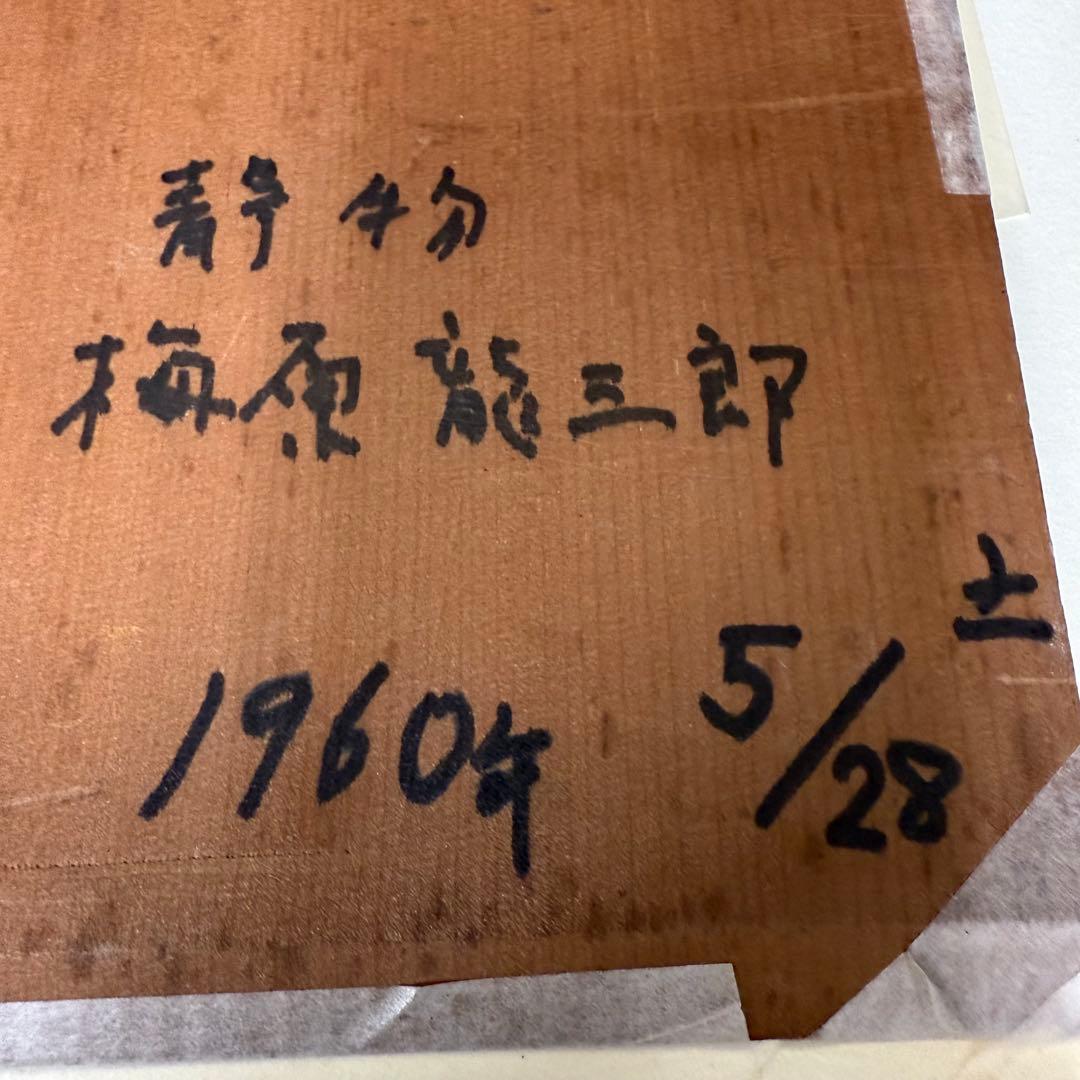 静物
梅原龍三郎
1960年 5/28 土